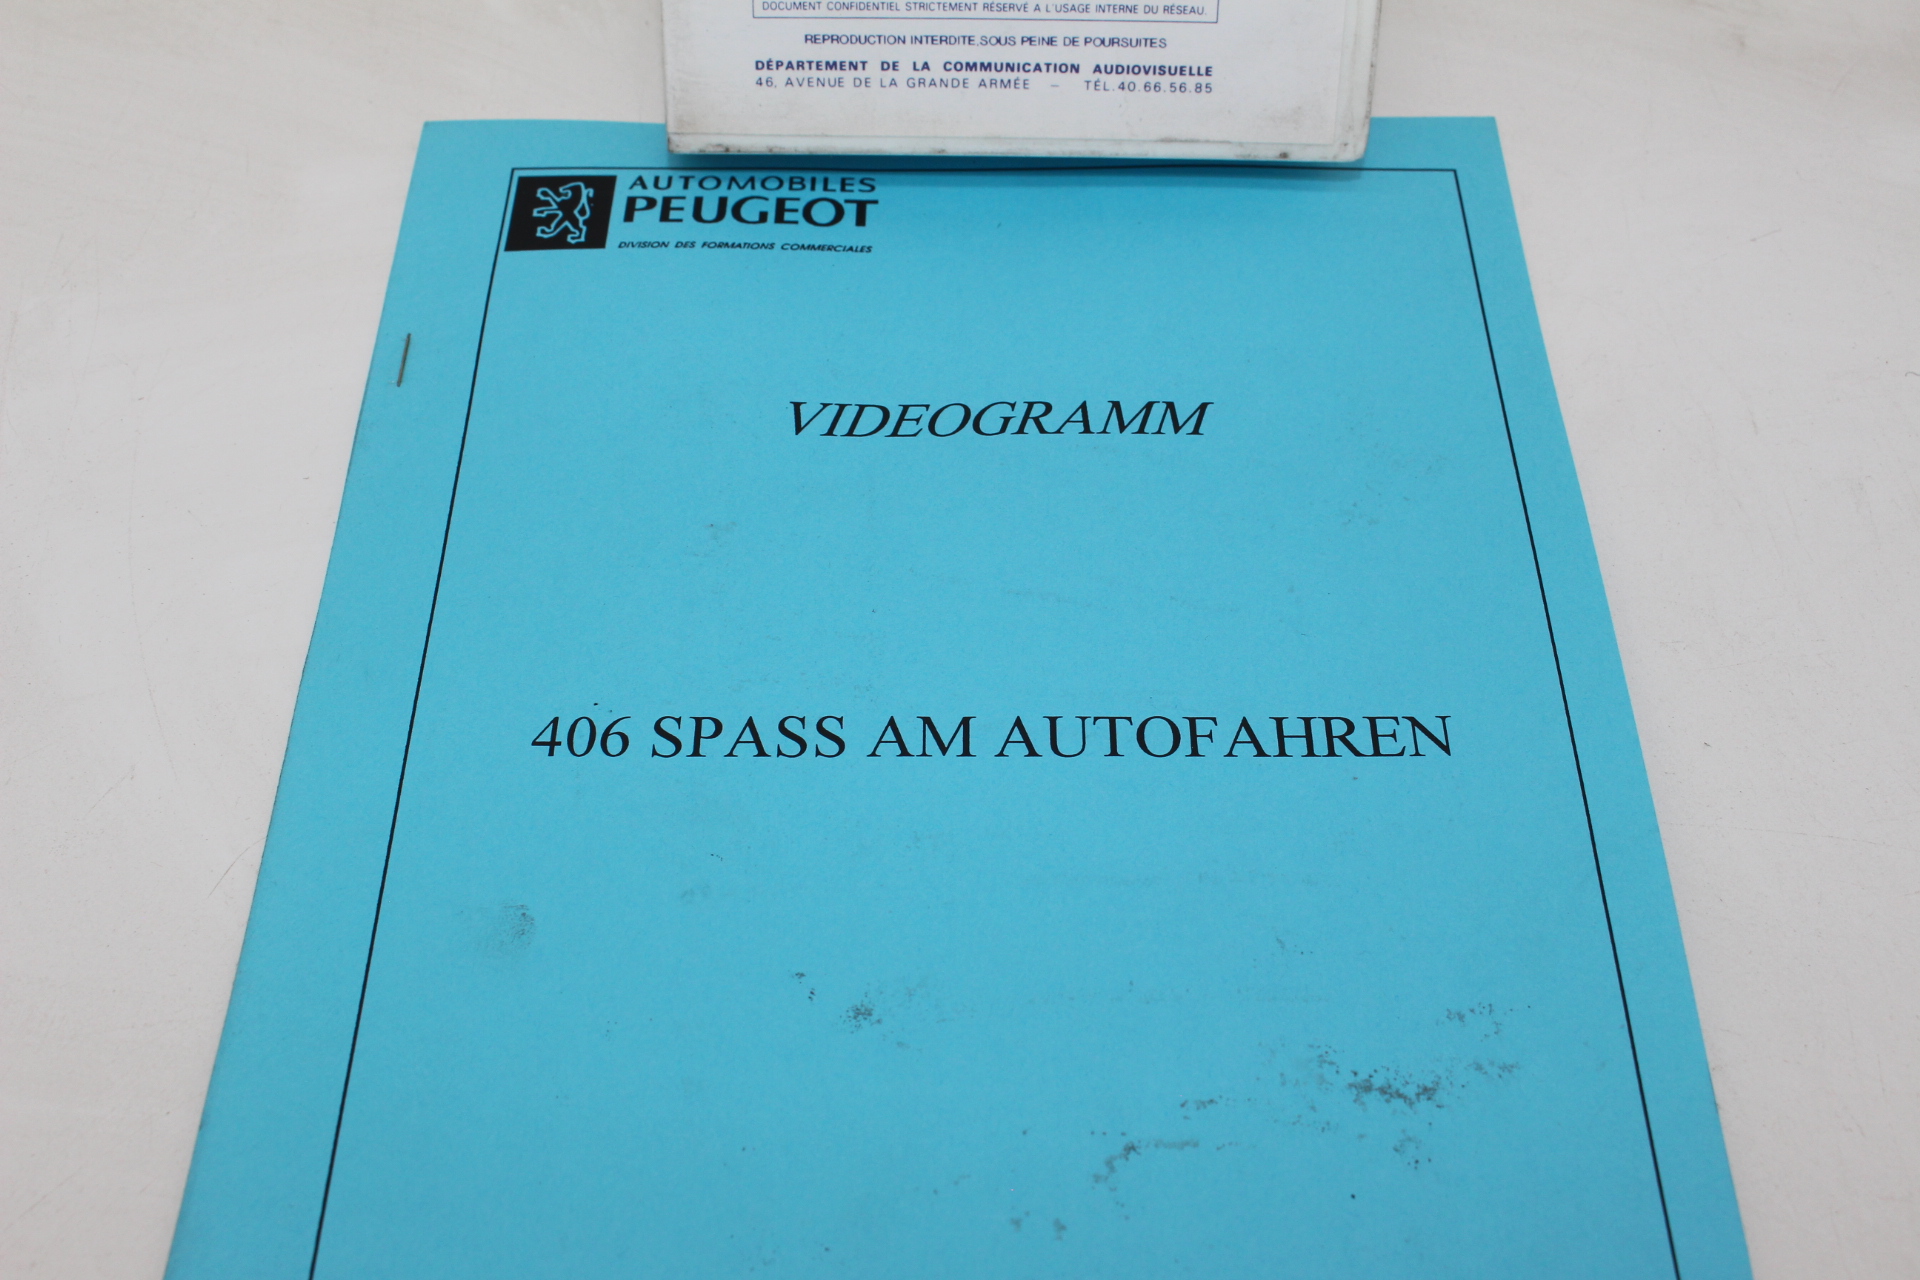 DOCUMENT CONFIDENTIEL STRICTEMENT RÉSERVÉ A L'USAGE INTERNE DU RÉSEAU.
REPRODUCTION INTERDITE, SOUS PEINE DE POURSUITES
DÉPARTEMENT DE LA COMMUNICATION AUDIOVISUELLE
46, AVENUE DE LA GRANDE ARMÉE – TÉL. 40.66.56.85
AUTOMOBILES
PEUGEOT
DIVISION DES FORMATIONS COMMERCIALES
VIDEOGRAMM
406 SPASS AM AUTOFAHREN